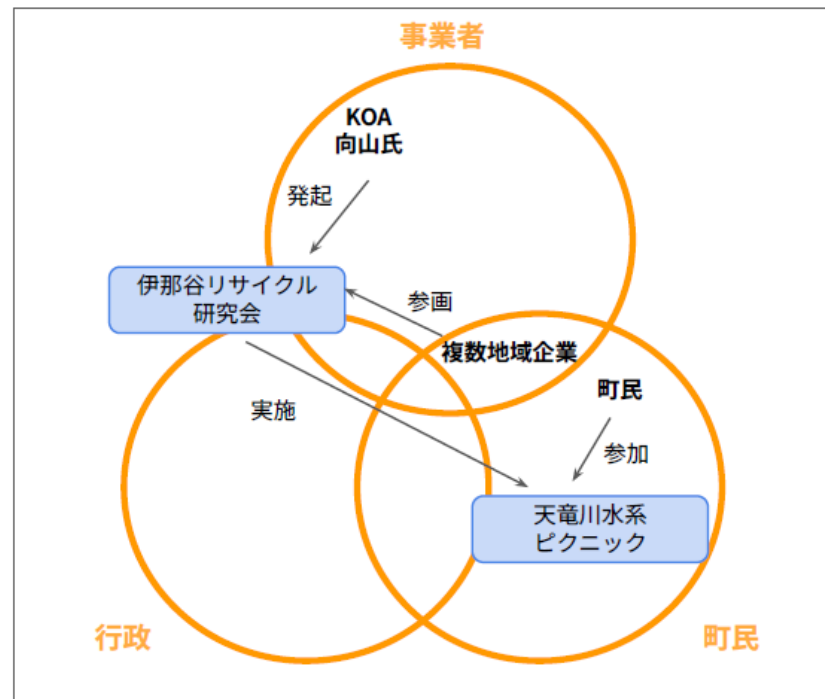 事業者
KOA
向山氏
発起
伊那谷リサイクル
研究会
参画
複数地域企業
町民
実施
参加
天竜川水系
ピクニック
行政
町民